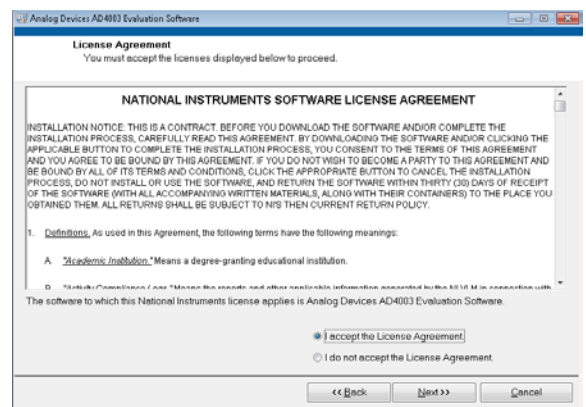 Analog Devices AD4003 Evaluation Software
License Agreement
You must accept the licenses displayed below to proceed.
NATIONAL INSTRUMENTS SOFTWARE LICENSE AGREEMENT
INSTALLATION NOTICE: THIS IS A CONTRACT. BEFORE YOU DOWNLOAD THE SOFTWARE AND/OR COMPLETE THE
INSTALLATION PROCESS, CAREFULLY READ THIS AGREEMENT. BY DOWNLOADING THE SOFTWARE AND/OR CLICKING THE
APPLICABLE BUTTON TO COMPLETE THE INSTALLATION PROCESS, YOU CONSENT TO THE TERMS OF THIS AGREEMENT
AND YOU AGREE TO BE BOUND BY THIS AGREEMENT. IF YOU DO NOT WISH TO BECOME A PARTY TO THIS AGREEMENT AND
BE BOUND BY ALL OF ITS TERMS AND CONDITIONS, CLICK THE APPROPRIATE BUTTON TO CANCEL THE INSTALLATION
PROCESS, DO NOT INSTALL OR USE THE SOFTWARE, AND RETURN THE SOFTWARE WITHIN THIRTY (30) DAYS OF RECEIPT
OF THE SOFTWARE (WITH ALL ACCOMPANYING WRITTEN MATERIALS, ALONG WITH THEIR CONTAINERS) TO THE PLACE YOU
OBTAINED THEM. ALL RETURNS SHALL BE SUBJECT TO NI'S THEN CURRENT RETURN POLICY.
1. Definitions. As used in this Agreement, the following terms have the following meanings:
A. "Academic Institution." Means a degree-granting educational institution.
The software to which this National Instruments license applies is Analog Devices AD4003 Evaluation Software.
I accept the License Agreement.
I do not accept the License Agreement.
<< Back Next >> Cancel